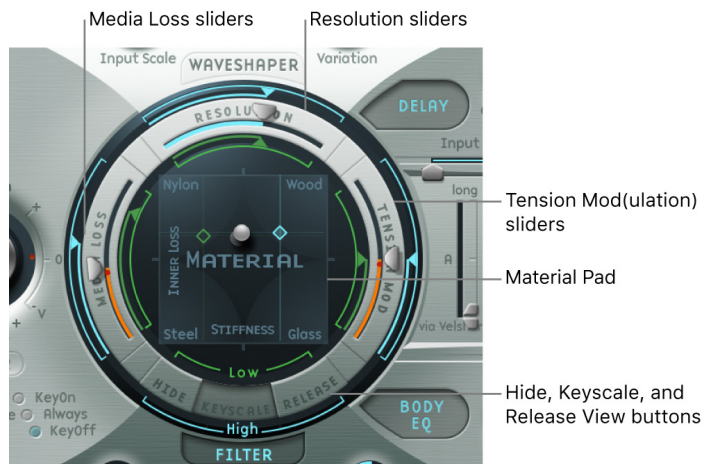 Media Loss sliders
Resolution sliders
Input Scale
WAVESHAPER
Variation
RESOLUTION
DELAY
Input
Nylon
Wood
long
TENSION MOD
Tension Mod(ulation)
sliders
MEDIA LOSS
INNER LOSS
MATERIAL
0
A
Material Pad
+
-
V
+
Steel
STIFFNESS
Glass
via
Low
HIDE
KEYSCALE
RELEASE
Hide, Keyscale, and
Release View buttons
KeyOn
e Always
KeyOff
BODY
EQ
High
FILTER